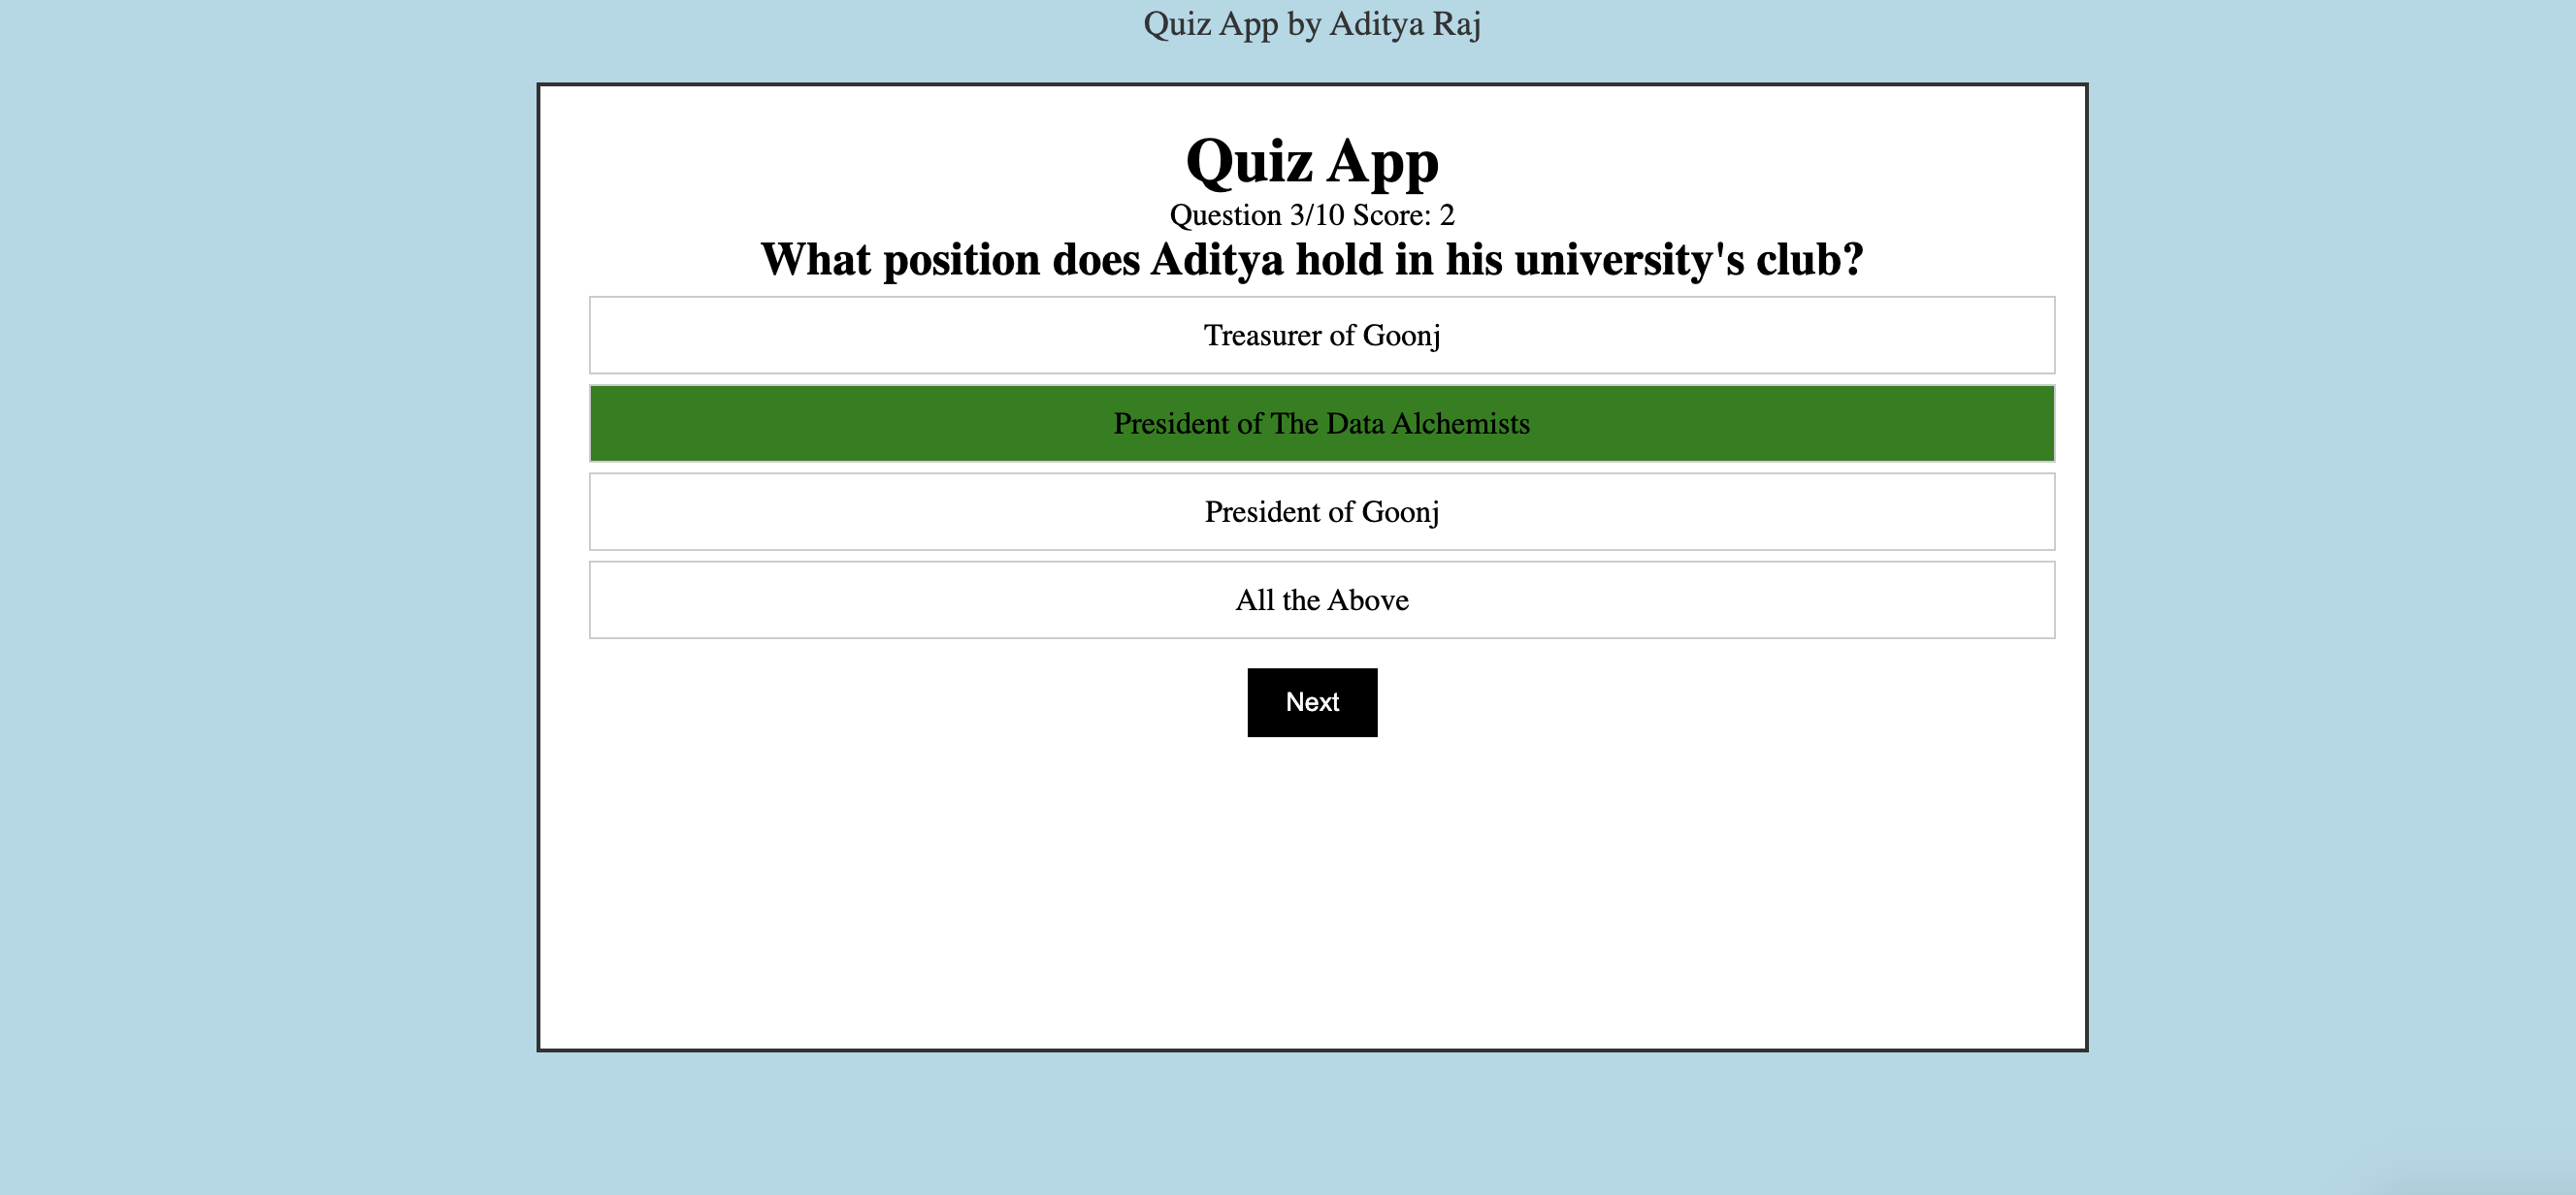 Quiz App by Aditya Raj
Quiz App
Question 3/10 Score: 2
What position does Aditya hold in his university's club?
Treasurer of Goonj
President of The Data Alchemists
President of Goonj
All the Above
Next